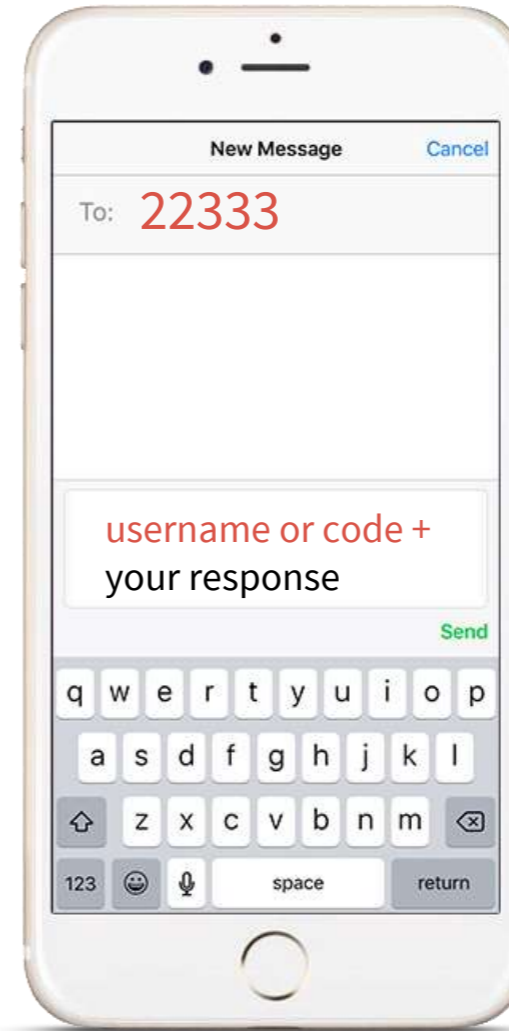 New Message Cancel
To: 22333
username or code +
your response
Send
q w e r t y u i o p
a s d f g h j k l
z x c v b n m
123 space return